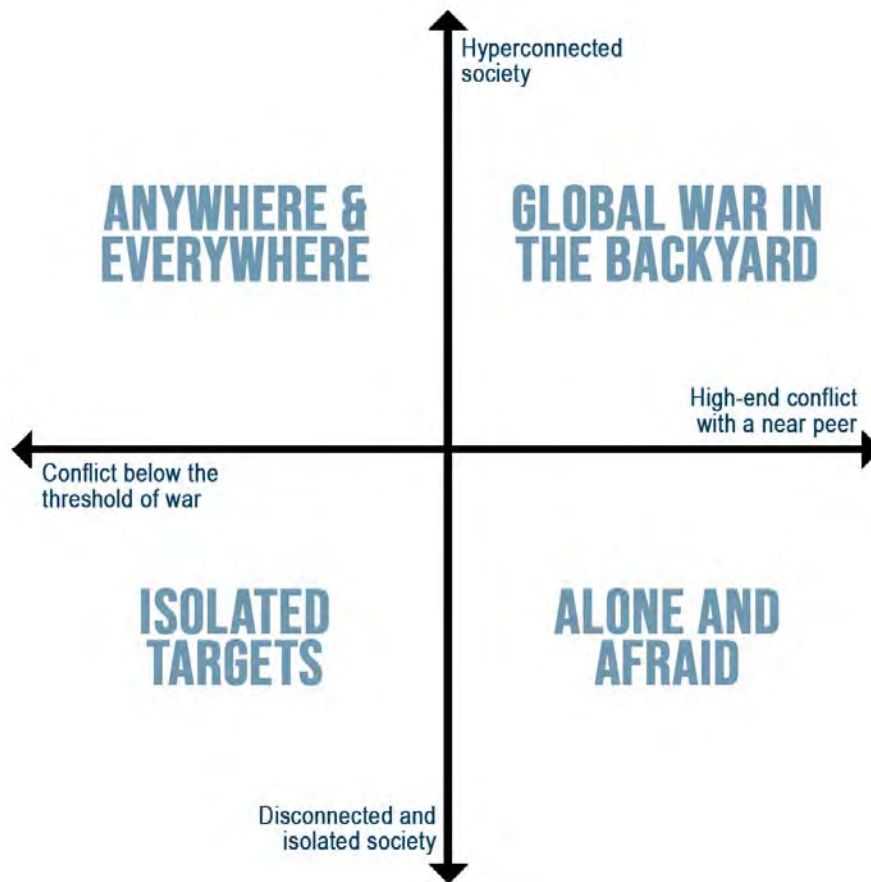 Hyperconnected
society
ANYWHERE &
EVERYWHERE
GLOBAL WAR IN
THE BACKYARD
High-end conflict
with a near peer
Conflict below the
threshold of war
ISOLATED
TARGETS
ALONE AND
AFRAID
Disconnected and
isolated society